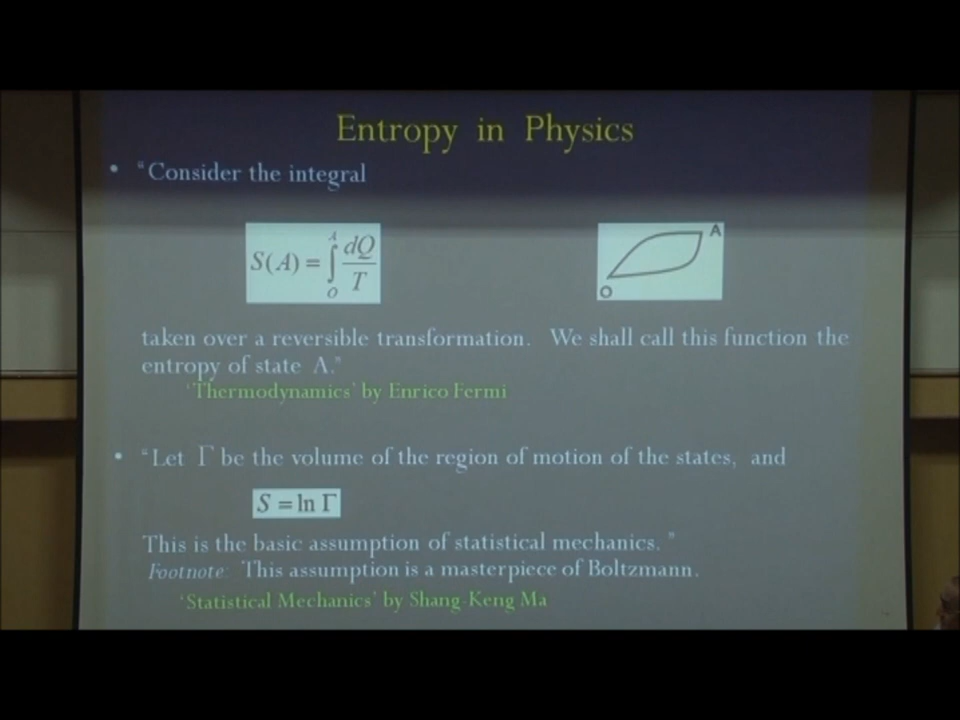 Entropy in Physics
• “Consider the integral
S(A) = ∫_O^A dQ/T
A
O
taken over a reversible transformation. We shall call this function the
entropy of state A.”
‘Thermodynamics’ by Enrico Fermi
• “Let Γ be the volume of the region of motion of the states, and
S = ln Γ
This is the basic assumption of statistical mechanics. ”
Footnote: This assumption is a masterpiece of Boltzmann.
‘Statistical Mechanics’ by Shang-Keng Ma